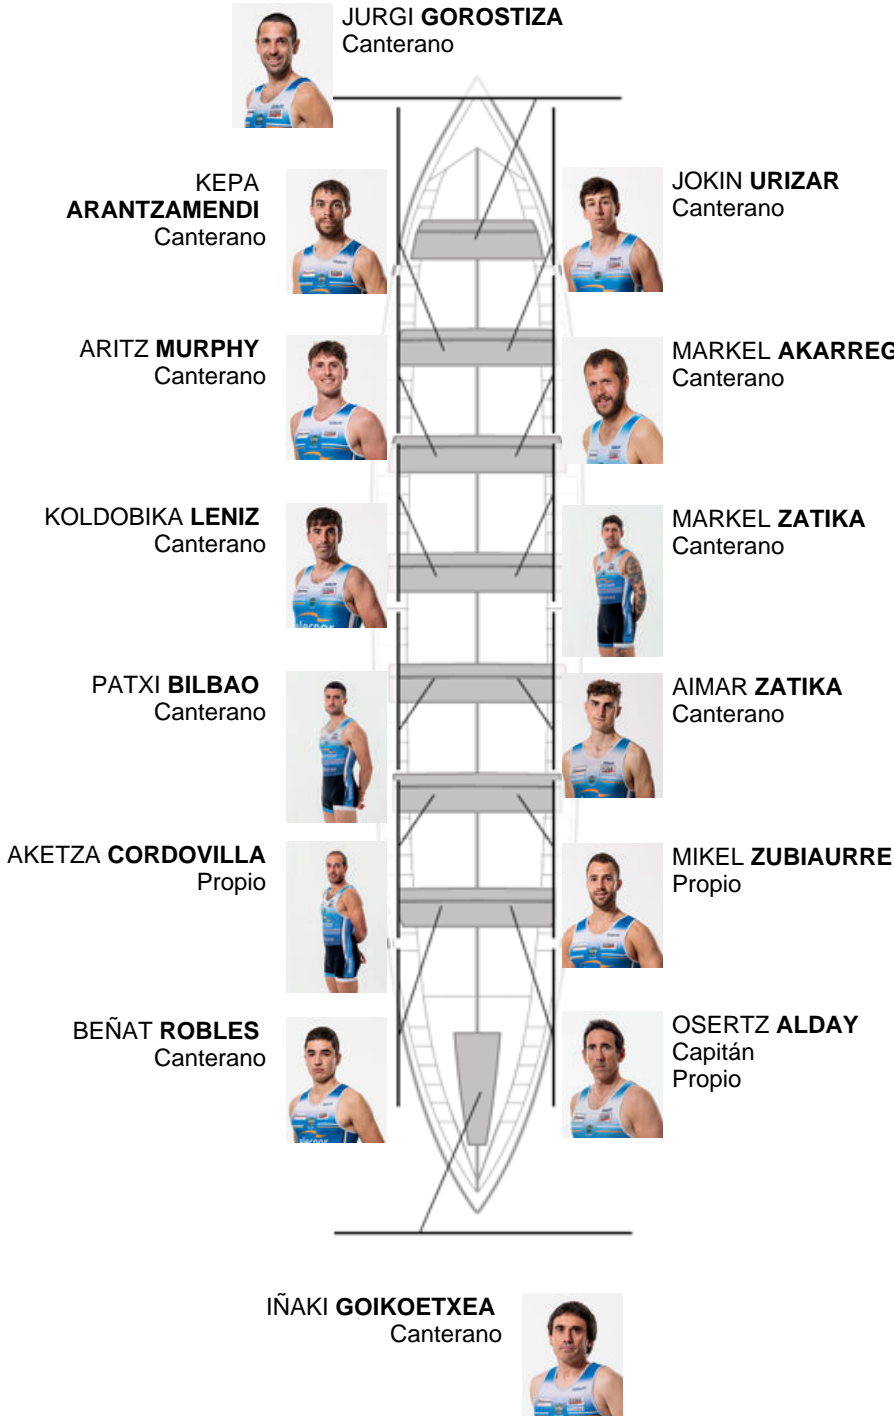 JURGI GOROSTIZA
Canterano
KEPA
ARANTZAMENDI
Canterano
JOKIN URIZAR
Canterano
ARITZ MURPHY
Canterano
MARKEL AKARREG
Canterano
KOLDOBIKA LENIZ
Canterano
MARKEL ZATIKA
Canterano
PATXI BILBAO
Canterano
AIMAR ZATIKA
Canterano
AKETZA CORDOVILLA
Propio
MIKEL ZUBIAURRE
Propio
BEÑAT ROBLES
Canterano
OSERTZ ALDAY
Capitán
Propio
IÑAKI GOIKOETXEA
Canterano